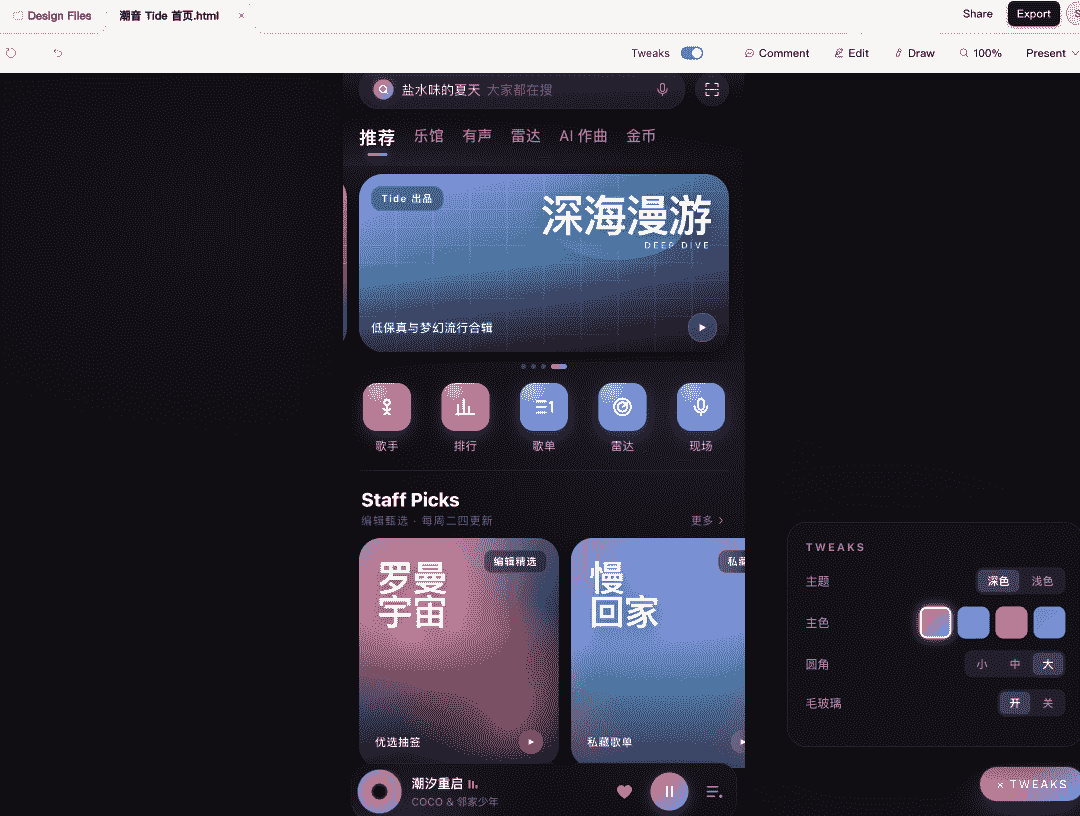 Design Files
潮音 Tide 首页.html
×
Share
Export
Tweaks
Comment
Edit
Draw
100%
Present
盐水味的夏天 大家都在搜
推荐 乐馆 有声 雷达 AI 作曲 金币
Tide 出品
深海漫游
DEEP DIVE
低保真与梦幻流行合辑
歌手 排行 歌单 雷达 现场
Staff Picks
编辑甄选 · 每周二四更新
更多
编辑精选
罗曼
宇宙
优选抽签
私藏
慢
回家
私藏歌单
潮汐重启
COCO & 邻家少年
TWEAKS
主题 深色 浅色
主色
圆角 小 中 大
毛玻璃 开 关
× TWEAKS